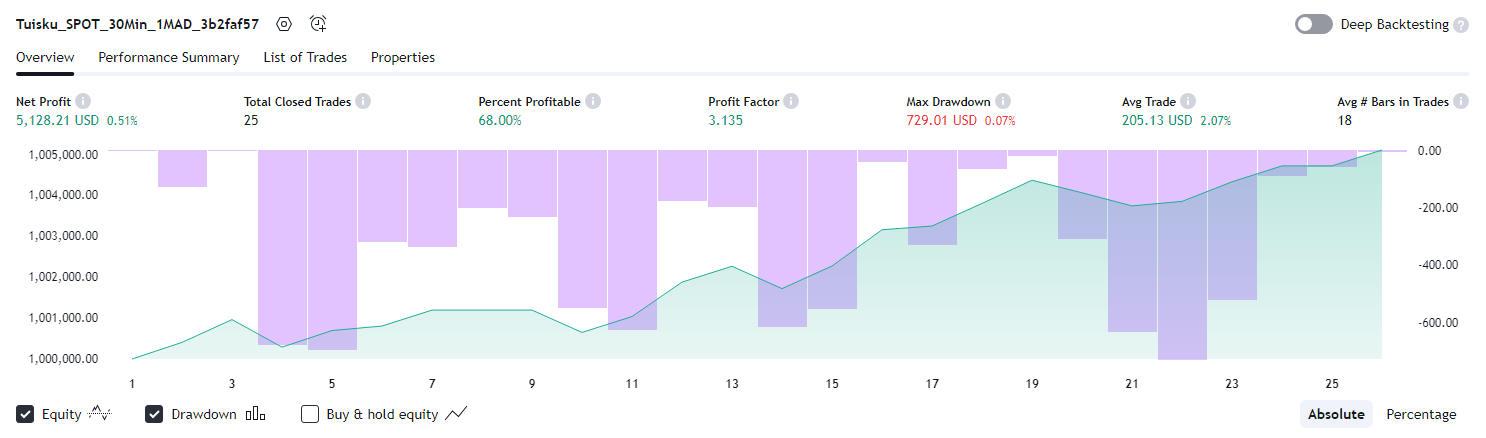 Tuisku_SPOT_30Min_1MAD_3b2faf57 Deep Backtesting
Overview Performance Summary List of Trades Properties
Net Profit Total Closed Trades Percent Profitable Profit Factor Max Drawdown Avg Trade Avg # Bars in Trades
5,128.21 USD 0.51% 25 68.00% 3.135 729.01 USD 0.07% 205.13 USD 2.07% 18
1,005,000.00 0.00
1,004,000.00 -200.00
1,003,000.00
1,002,000.00 -400.00
1,001,000.00 -600.00
1,000,000.00
1 3 5 7 9 11 13 15 17 19 21 23 25
Equity Drawdown Buy & hold equity Absolute Percentage